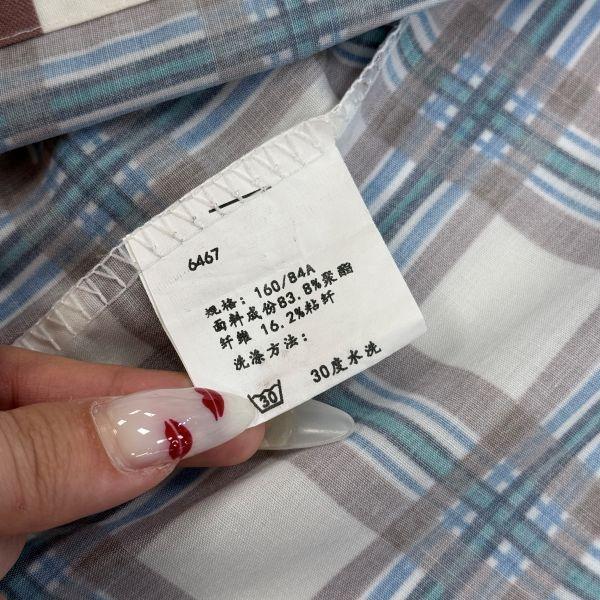 6467
规格: 160/84A
面料成份83.8%聚酯
纤维 16.2%粘纤
洗涤方法:
30 30度水洗